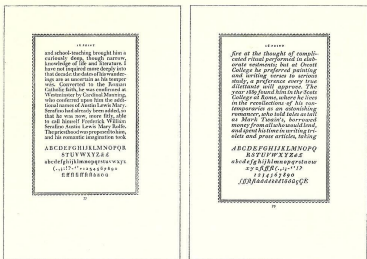 and school-teaching brought him a
curiously deep, though narrow,
knowledge of life and literature. I
have not inquired more deeply into
that decade: the dates of his wander-
ings are as uncertain as his temper
was. Converted to the Roman
Catholic faith, he was confirmed at
Westminster by Cardinal Manning,
who conferred upon him the addi-
tional names of Austin Lewis Mary.
Serafino had already been added, so
that he was now, more fitly, able
to call himself Frederick William
Serafino Austin Lewis Mary Rolfe.
The priesthood was proposed to him,
and his romantic imagination took
ABCDEFGHIJKLMNOPQR
STUVWXYZ&£
abcdefghijklmnopqrstuvwxyz
1234567890
fire at the thought of compli-
cated ritual performed in elab-
orate vestments; but at Oscott
College he preferred painting
and writing verses to serious
study, a preference every true
dilettante will approve. The
year 1889 found him in the Scots
College at Rome, where he lives
in the recollections of his con-
temporaries as an astonishing
romancer, who told tales as tall
as Mark Twain's, borrowed
money from all who would lend,
and spent his time in writing tri-
olets and prose articles, taking
ABCDEFGHIJKLMNOPQ
RSTUVWXYZ&£
abcdefghijklmnopqrstuvw
xyz
1234567890